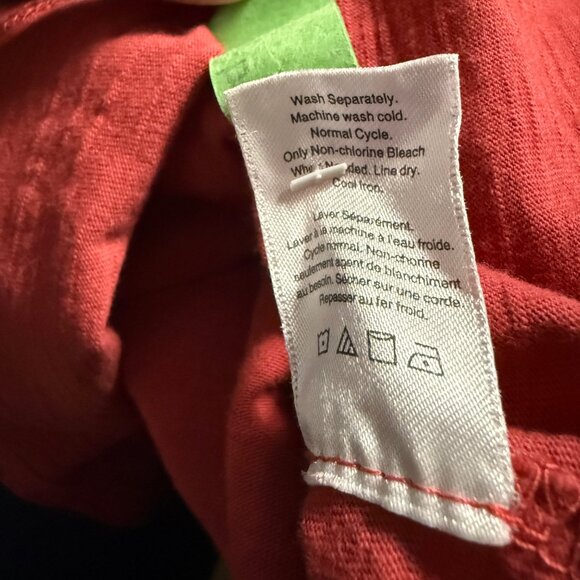 Wash Separately.
Machine wash cold.
Normal Cycle.
Only Non-chlorine Bleach
Line dry.
Cool Iron.
Laver Séparément.
Laver à la machine à l'eau froide.
Cycle normal. Non-chorine
seulement agent de blanchiment
au besoin. Sécher sur une corde
Repasser au fer froid.